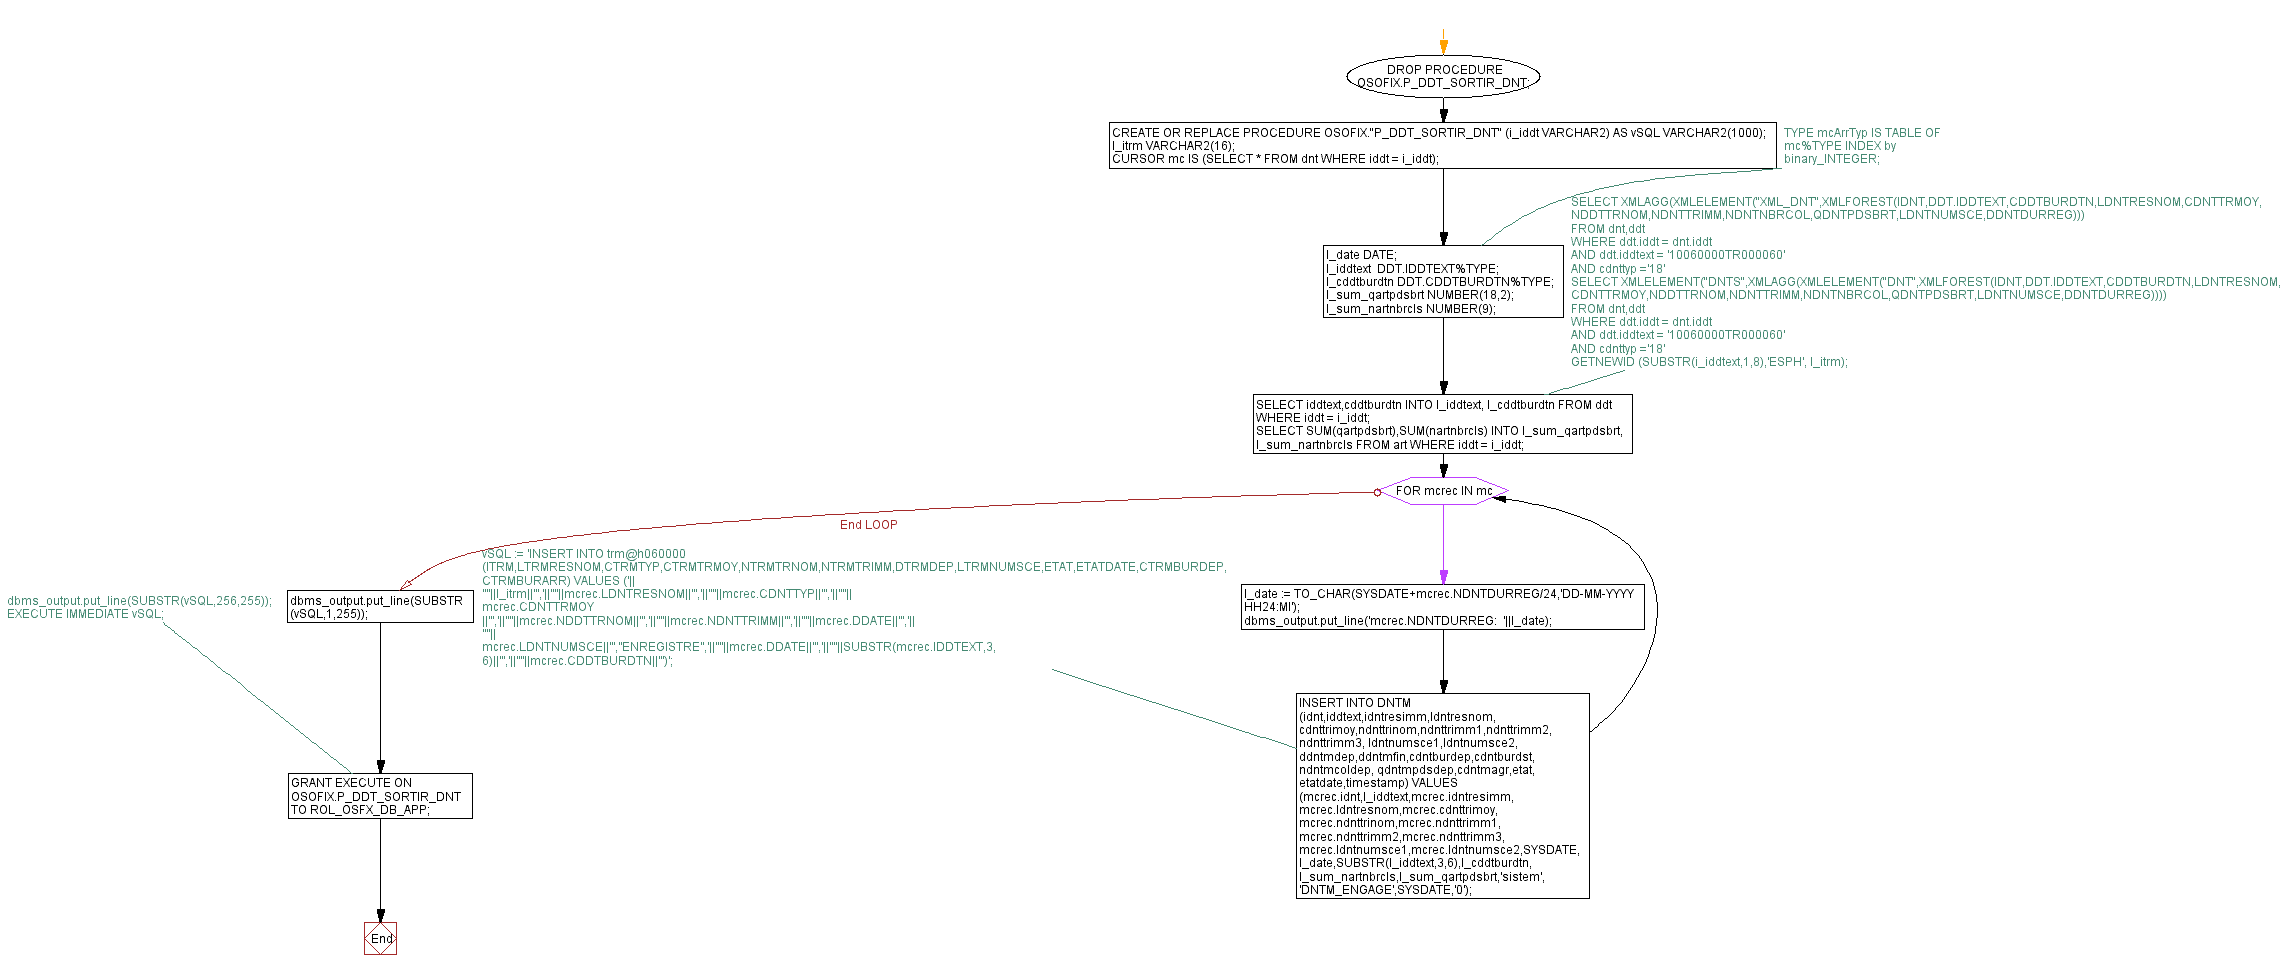 DROP PROCEDURE
OSOFIX.P_DDT_SORTIR_DNT;
CREATE OR REPLACE PROCEDURE OSOFIX."P_DDT_SORTIR_DNT" (i_iddt VARCHAR2) AS vSQL VARCHAR2(1000);
l_itrm VARCHAR2(16);
CURSOR mc IS (SELECT * FROM dnt WHERE iddt = i_iddt);
TYPE mcArrTyp IS TABLE OF
mc%TYPE INDEX by
binary_INTEGER;
SELECT XMLAGG(XMLELEMENT("XML_DNT",XMLFOREST(IDNT,DDT.IDDTEXT,CDDTBURDTN,LDNTRESNOM,CDNTTRMOY,
NDDTTRNOM,NDNTTRIMM,NDNTNBRCOL,QDNTPDSBRT,LDNTNUMSCE,DDNTDURREG)))
FROM dnt,ddt
WHERE ddt.iddt = dnt.iddt
AND ddt.iddtext = '10060000TR000060'
AND cdnttyp ='18'
SELECT XMLELEMENT("DNTS",XMLAGG(XMLELEMENT("DNT",XMLFOREST(IDNT,DDT.IDDTEXT,CDDTBURDTN,LDNTRESNOM,
CDNTTRMOY,NDDTTRNOM,NDNTTRIMM,NDNTNBRCOL,QDNTPDSBRT,LDNTNUMSCE,DDNTDURREG))))
FROM dnt,ddt
WHERE ddt.iddt = dnt.iddt
AND ddt.iddtext = '10060000TR000060'
AND cdnttyp ='18'
GETNEWID (SUBSTR(i_iddtext,1,8),'ESPH', l_itrm);
l_date DATE;
l_iddtext  DDT.IDDTEXT%TYPE;
l_cddtburdtn DDT.CDDTBURDTN%TYPE;
l_sum_qartpdsbrt NUMBER(18,2);
l_sum_nartnbrcls NUMBER(9);
SELECT iddtext,cddtburdtn INTO l_iddtext, l_cddtburdtn FROM ddt
WHERE iddt = i_iddt;
SELECT SUM(qartpdsbrt),SUM(nartnbrcls) INTO l_sum_qartpdsbrt,
l_sum_nartnbrcls FROM art WHERE iddt = i_iddt;
FOR mcrec IN mc
End LOOP
vSQL := 'INSERT INTO trm@h060000
(ITRM,LTRMRESNOM,CTRMTYP,CTRMTRMOY,NTRMTRNOM,NTRMTRIMM,DTRMDEP,LTRMNUMSCE,ETAT,ETATDATE,CTRMBURDEP,
CTRMBURARR) VALUES ('||
''''||l_itrm||''','||''''||mcrec.LDNTRESNOM||''','||''''||mcrec.CDNTTYP||''','||''''||
mcrec.CDNTTRMOY
||''','||''''||mcrec.NDDTTRNOM||''','||''''||mcrec.NDNTTRIMM||''','||''''||mcrec.DDATE||''','||
''''||
mcrec.LDNTNUMSCE||''',''ENREGISTRE'','||''''||mcrec.DDATE||''','||''''||SUBSTR(mcrec.IDDTEXT,3,
6)||''','||''''||mcrec.CDDTBURDTN||''')';
dbms_output.put_line(SUBSTR(vSQL,256,255));
EXECUTE IMMEDIATE vSQL;
dbms_output.put_line(SUBSTR
(vSQL,1,255));
l_date := TO_CHAR(SYSDATE+mcrec.NDNTDURREG/24,'DD-MM-YYYY
HH24:MI');
dbms_output.put_line('mcrec.NDNTDURREG:  '||l_date);
INSERT INTO DNTM
(idnt,iddtext,idntresimm,ldntresnom,
cdnttrimoy,ndnttrinom,ndnttrimm1,ndnttrimm2,
ndnttrimm3, ldntnumsce1,ldntnumsce2,
ddntmdep,ddntmfin,cdntburdep,cdntburdst,
ndntmcoldep, qdntmpdsdep,cdntmagr,etat,
etatdate,timestamp) VALUES
(mcrec.idnt,l_iddtext,mcrec.idntresimm,
mcrec.ldntresnom,mcrec.cdnttrimoy,
mcrec.ndnttrinom,mcrec.ndnttrimm1,
mcrec.ndnttrimm2,mcrec.ndnttrimm3,
mcrec.ldntnumsce1,mcrec.ldntnumsce2,SYSDATE,
l_date,SUBSTR(l_iddtext,3,6),l_cddtburdtn,
l_sum_nartnbrcls,l_sum_qartpdsbrt,'sistem',
'DNTM_ENGAGE',SYSDATE,'0');
GRANT EXECUTE ON
OSOFIX.P_DDT_SORTIR_DNT
TO ROL_OSFX_DB_APP;
End